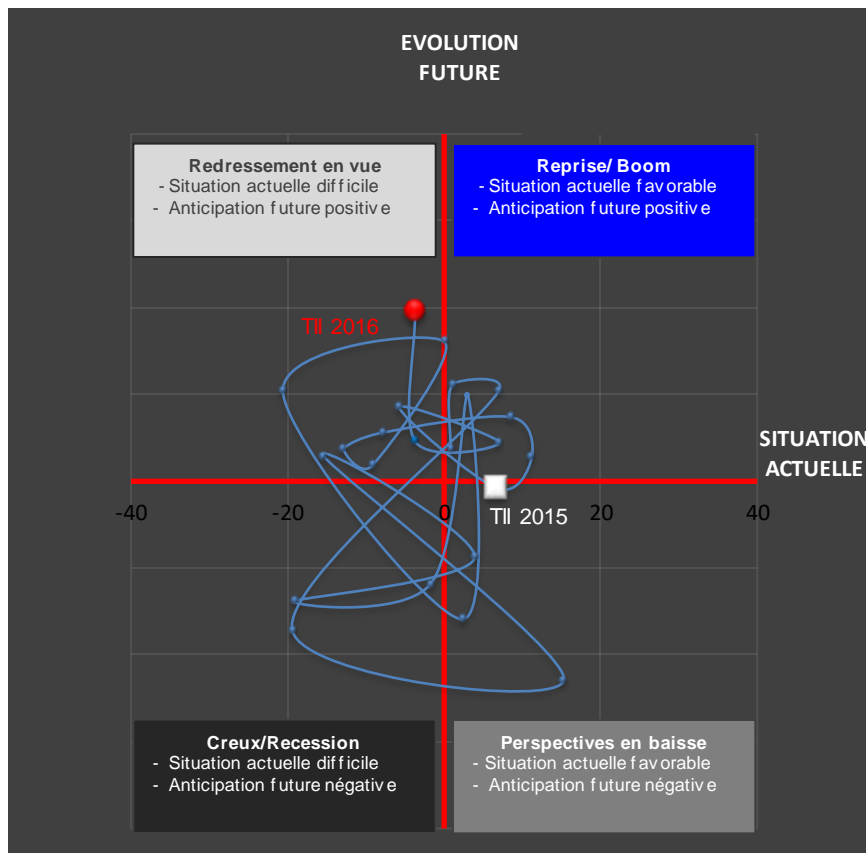 EVOLUTION
FUTURE
Redressement en vue
- Situation actuelle difficile
- Anticipation future positive
Reprise/ Boom
- Situation actuelle favorable
- Anticipation future positive
TII 2016
SITUATION
ACTUELLE
-40
-20
0
20
40
TII 2015
Creux/Recession
- Situation actuelle difficile
- Anticipation future négative
Perspectives en baisse
- Situation actuelle favorable
- Anticipation future négative